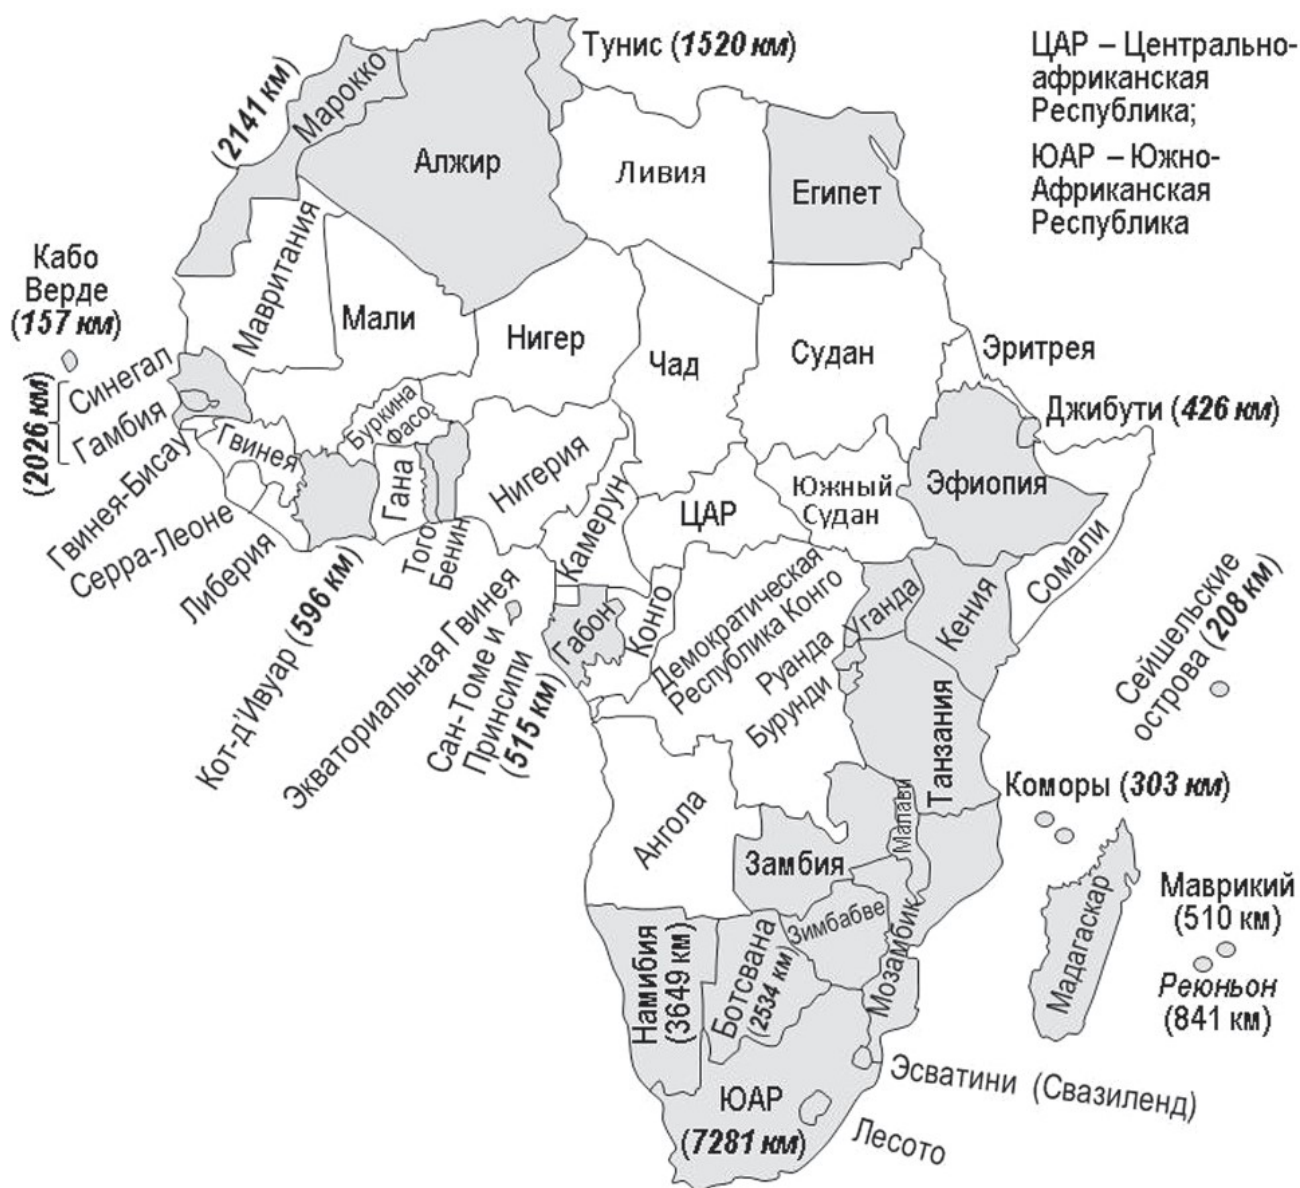 Тунис (1520 км)
ЦАР – Центрально-
африканская
Республика;
ЮАР – Южно-
Африканская
Республика
(2141 км)
Марокко
Алжир
Ливия
Египет
Кабо
Верде
(157 км)
Мавритания
Мали
Нигер
Чад
Судан
Эритрея
Джибути (426 км)
(2026 км)
Синегал
Гамбия
Гвинея-Бисау
Гвинея
Серра-Леоне
Либерия
Буркина
Фасо
Гана
Того
Бенин
Нигерия
Камерун
ЦАР
Южный
Судан
Эфиопия
Сомали
Кот-д'Ивуар (596 км)
Экваториальная Гвинея
Сан-Томе и
Принсипи
(515 км)
Габон
Конго
Демократическая
Республика Конго
Руанда
Бурунди
Уганда
Кения
Танзания
Сейшельские
острова (208 км)
Коморы (303 км)
Ангола
Замбия
Малави
Мадагаскар
Маврикий
(510 км)
Реюньон
(841 км)
Намибия
(3649 км)
Ботсвана
(2534 км)
Зимбабве
Мозамбик
ЮАР
(7281 км)
Эсватини (Свазиленд)
Лесото